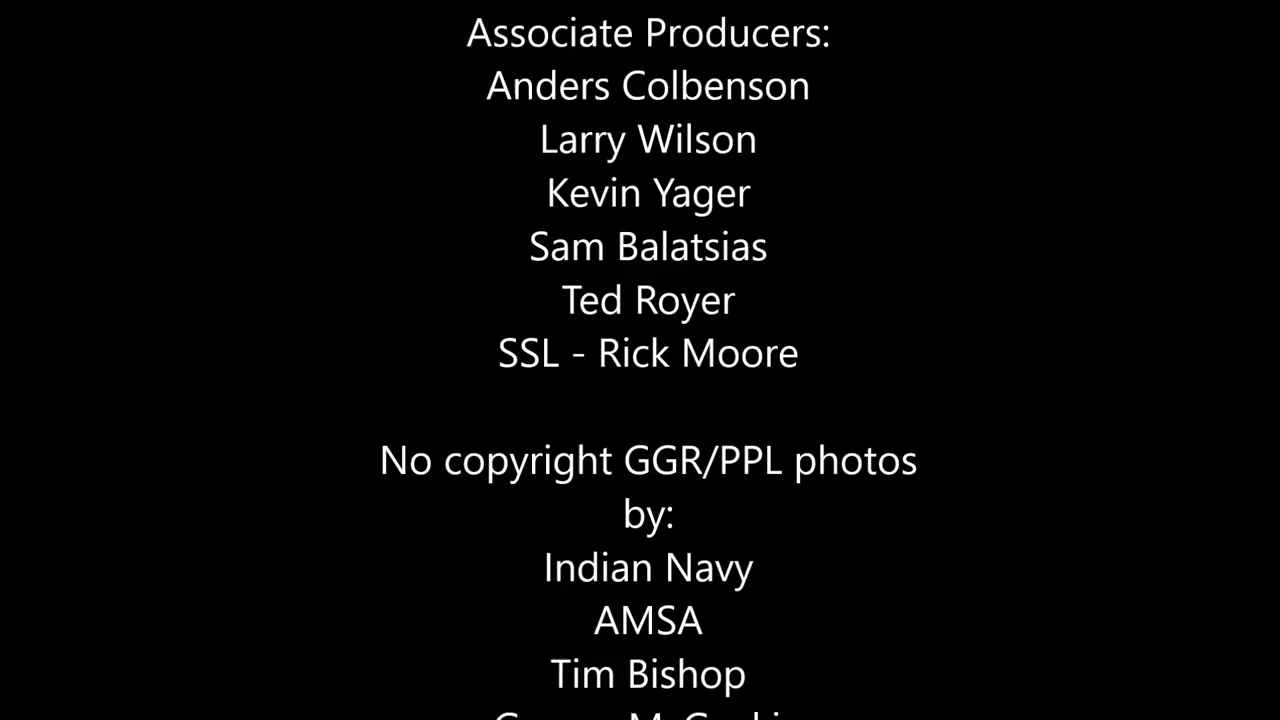 Associate Producers:
Anders Colbenson
Larry Wilson
Kevin Yager
Sam Balatsias
Ted Royer
SSL - Rick Moore
No copyright GGR/PPL photos
by:
Indian Navy
AMSA
Tim Bishop